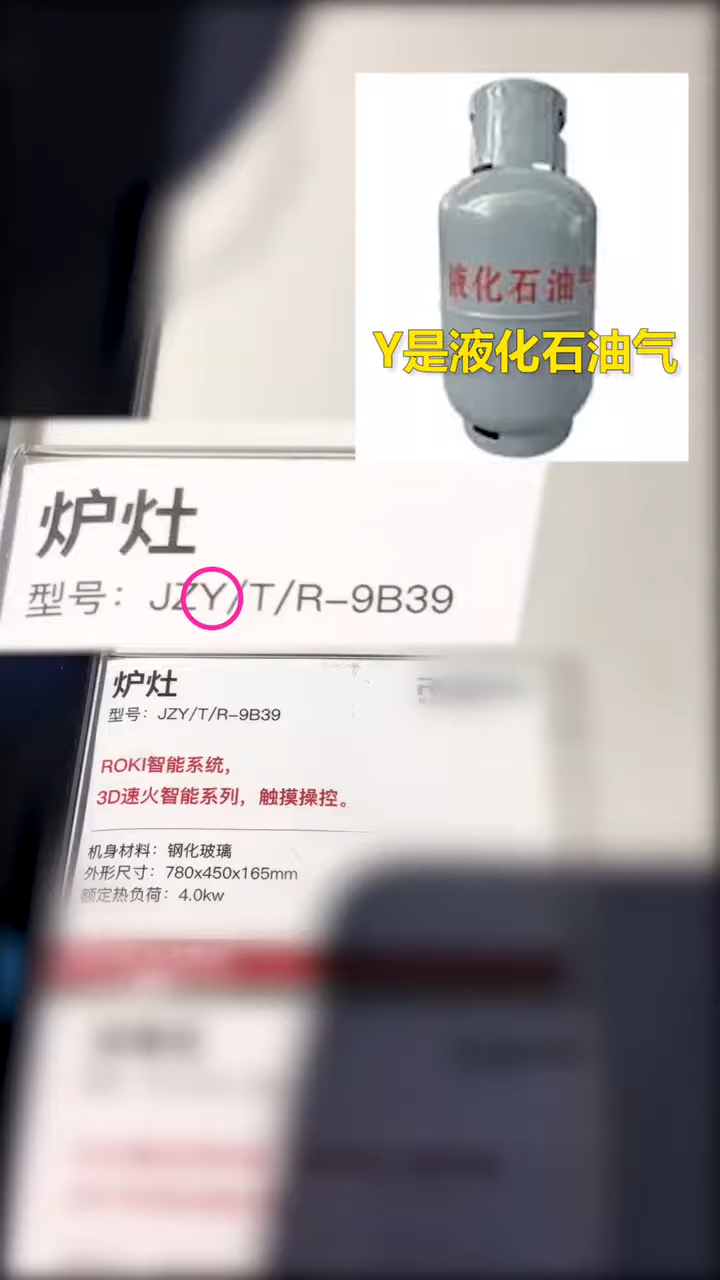 液化石油气
Y是液化石油气
炉灶
型号：JZY/T/R-9B39
炉灶
型号：JZY/T/R-9B39
ROKI智能系统，
3D速火智能系列，触摸操控。
机身材料：钢化玻璃
外形尺寸：780x450x165mm
额定热负荷：4.0kw